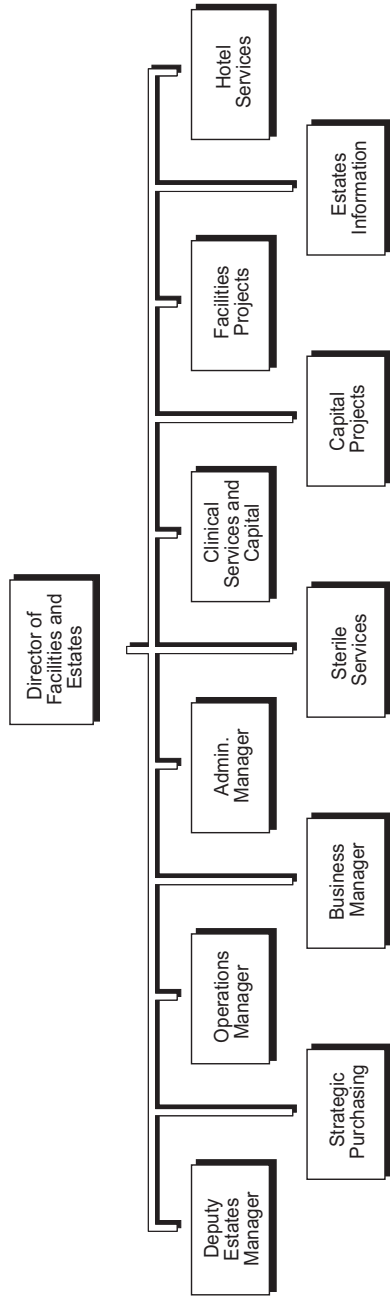 Director of
Facilities and
Estates
Deputy
Estates
Manager
Operations
Manager
Admin.
Manager
Clinical
Services and
Capital
Facilities
Projects
Hotel
Services
Strategic
Purchasing
Business
Manager
Sterile
Services
Capital
Projects
Estates
Information